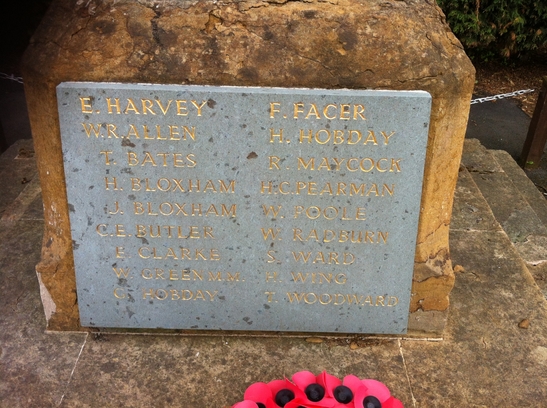 E. HARVEY
W.R. ALLEN
T. BATES
H. BLOXHAM
J. BLOXHAM
C.E. BUTLER
E. CLARKE
W. GREEN M.M.
G. HOBDAY
F. FACER
H. HOBDAY
R. MAYCOCK
H.C. PEARMAN
W. POOLE
W. RADBURN
S. WARD
WING
T. WOODWARD